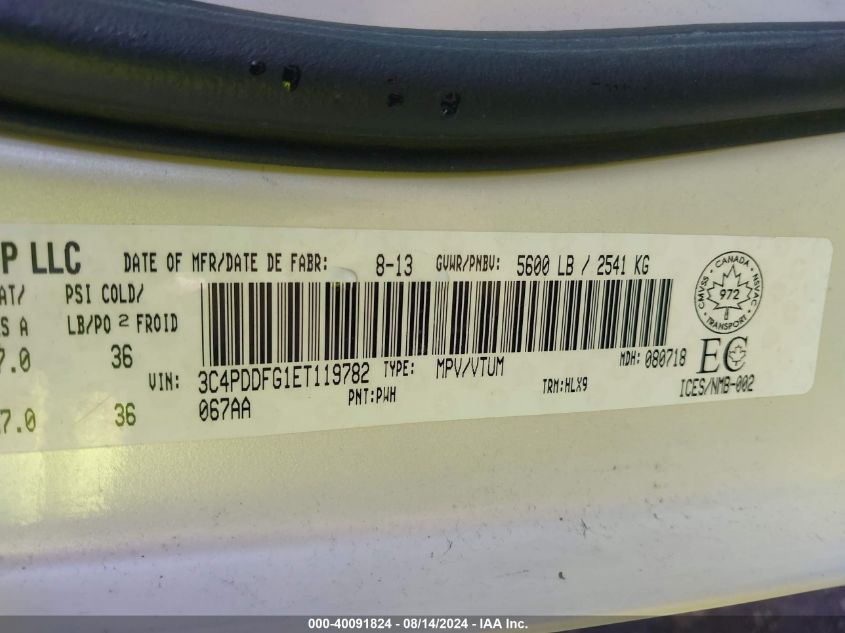 P LLC DATE OF MFR/DATE DE FABR: 8-13 GVWR/PNBV: 5600 LB / 2541 KG
AT/ PSI COLD/
S A LB/PO 2 FROID
7.0 36
VIN: 3C4PDDFG1ET119782 TYPE: MPV/VTUM MDH: 080718
067AA PNT:PWH TRM:HLX9
7.0 36
CANADA
CMVSS NSVAC
972
TRANSPORT
EC
ICES/NMB-002
000-40091824 / 08/14/2024 - IAA Inc.